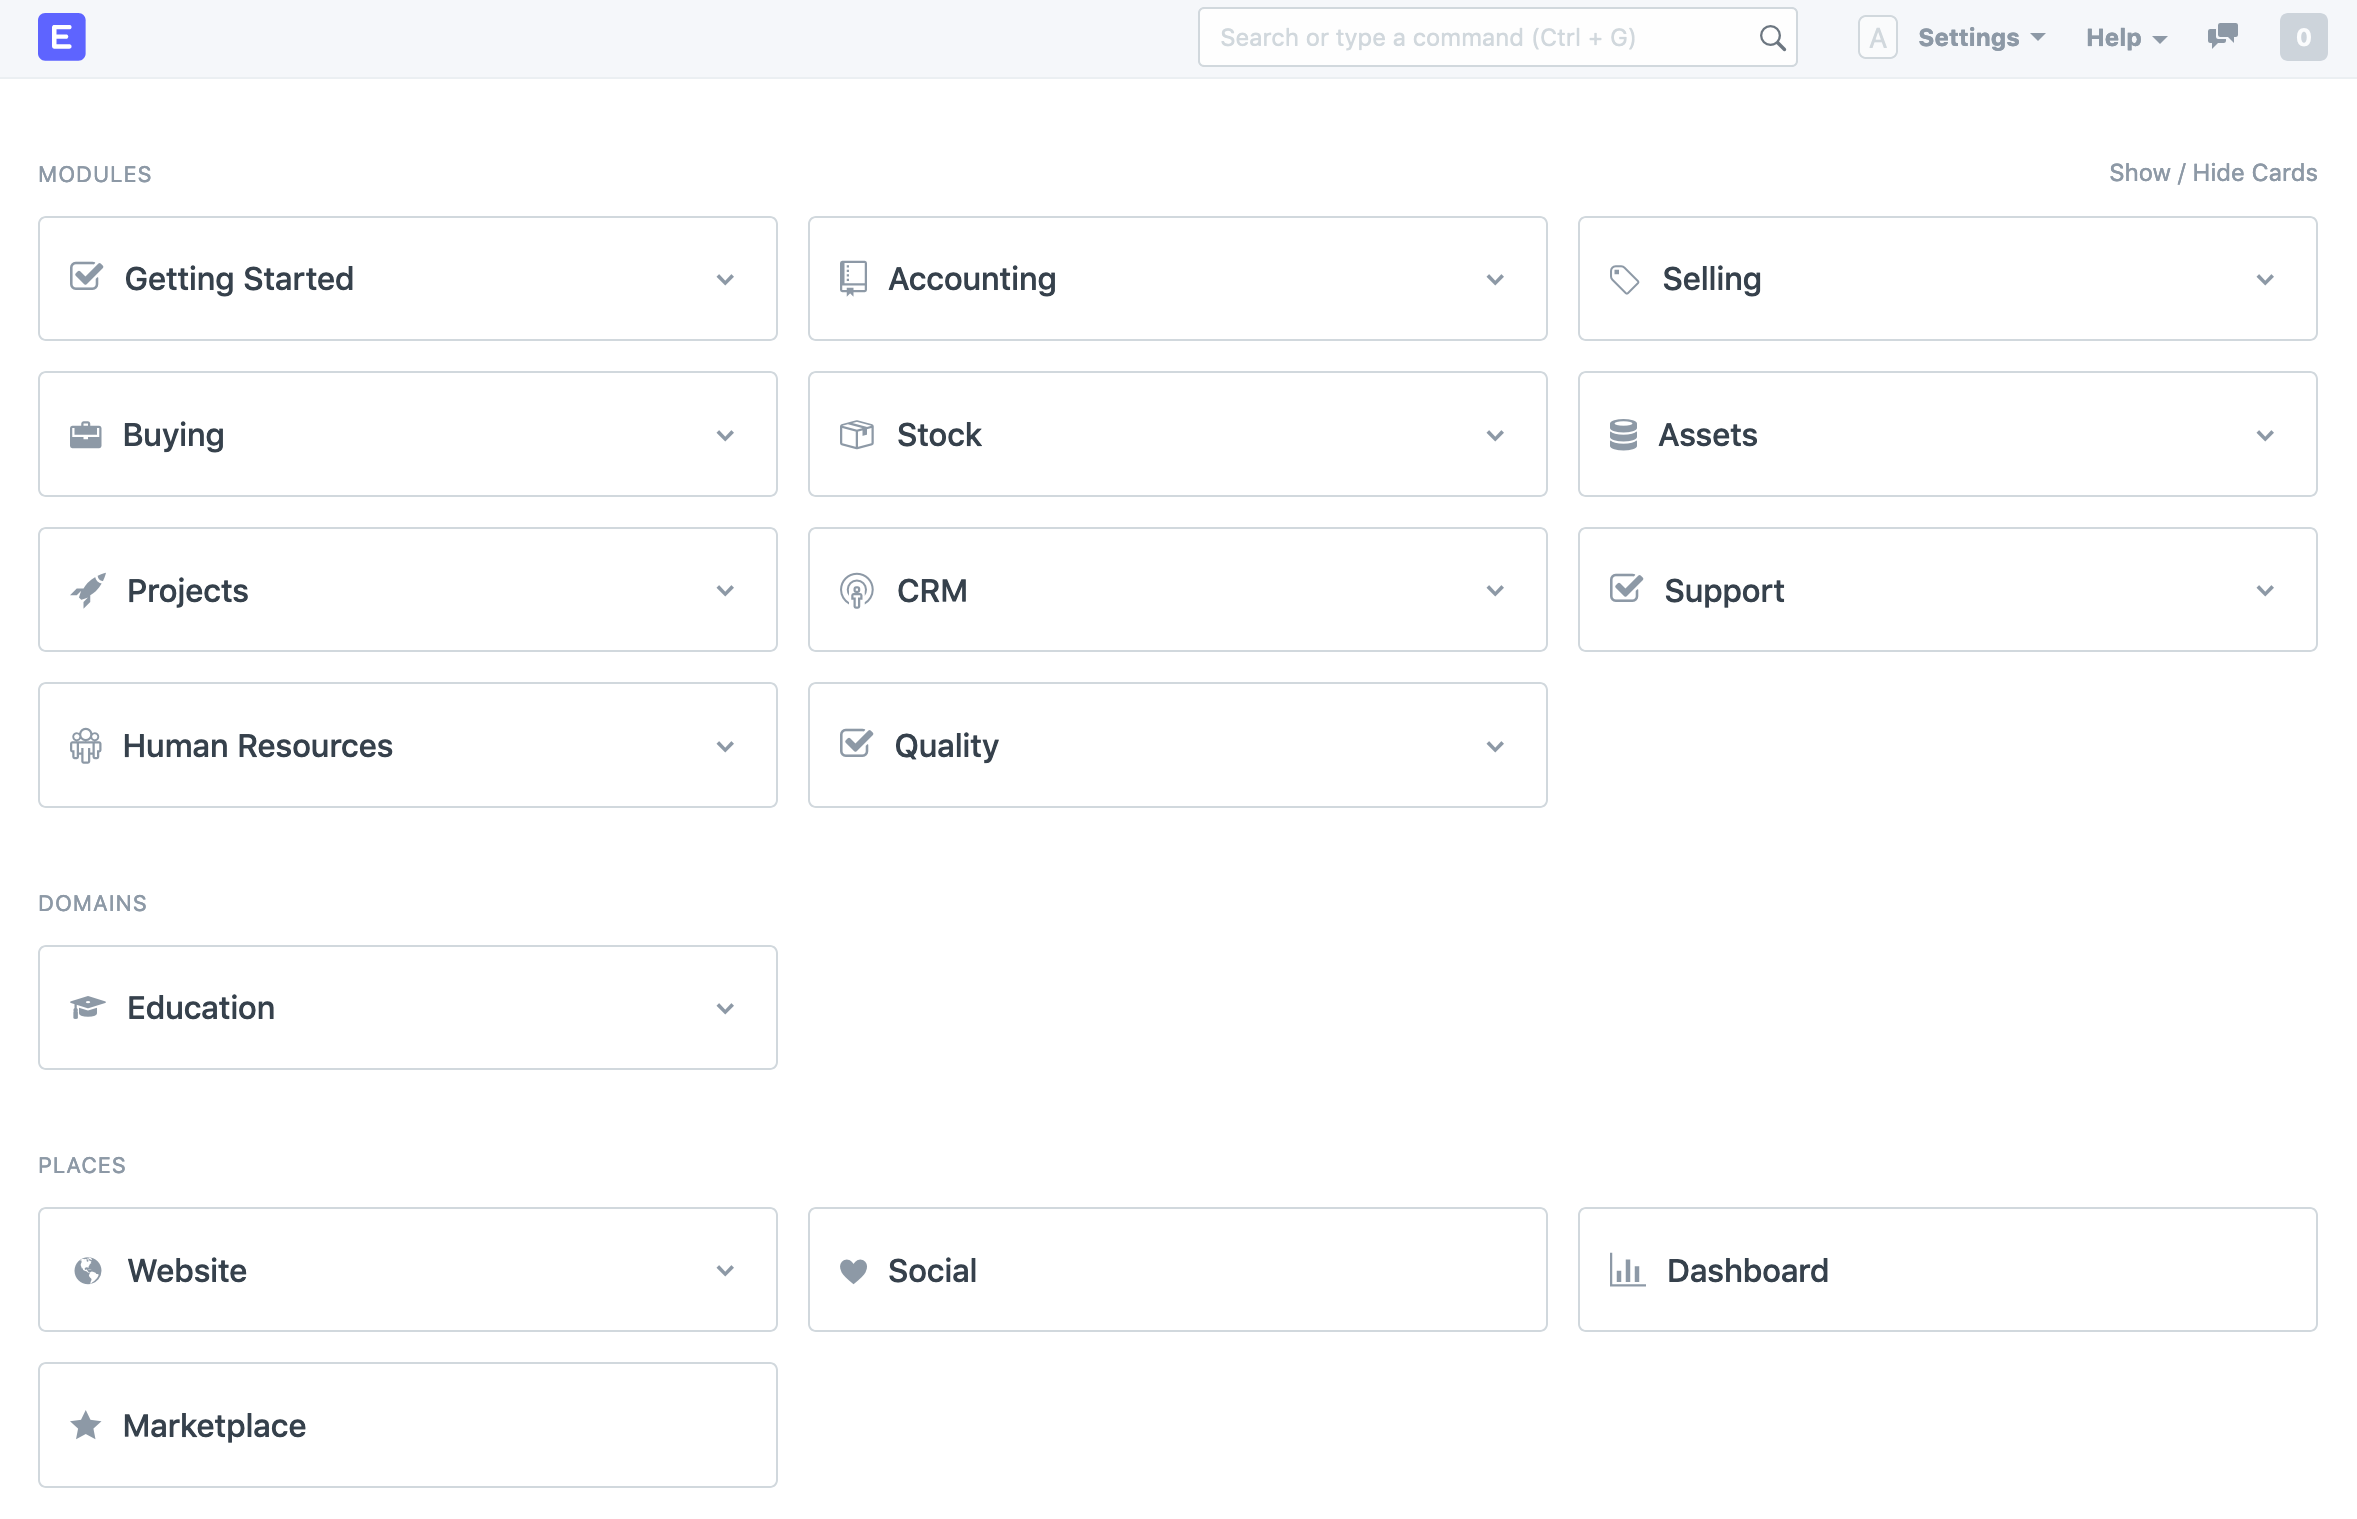 E
Search or type a command (Ctrl + G)
A
Settings
Help
0
MODULES
Show / Hide Cards
Getting Started
Accounting
Selling
Buying
Stock
Assets
Projects
CRM
Support
Human Resources
Quality
DOMAINS
Education
PLACES
Website
Social
Dashboard
Marketplace